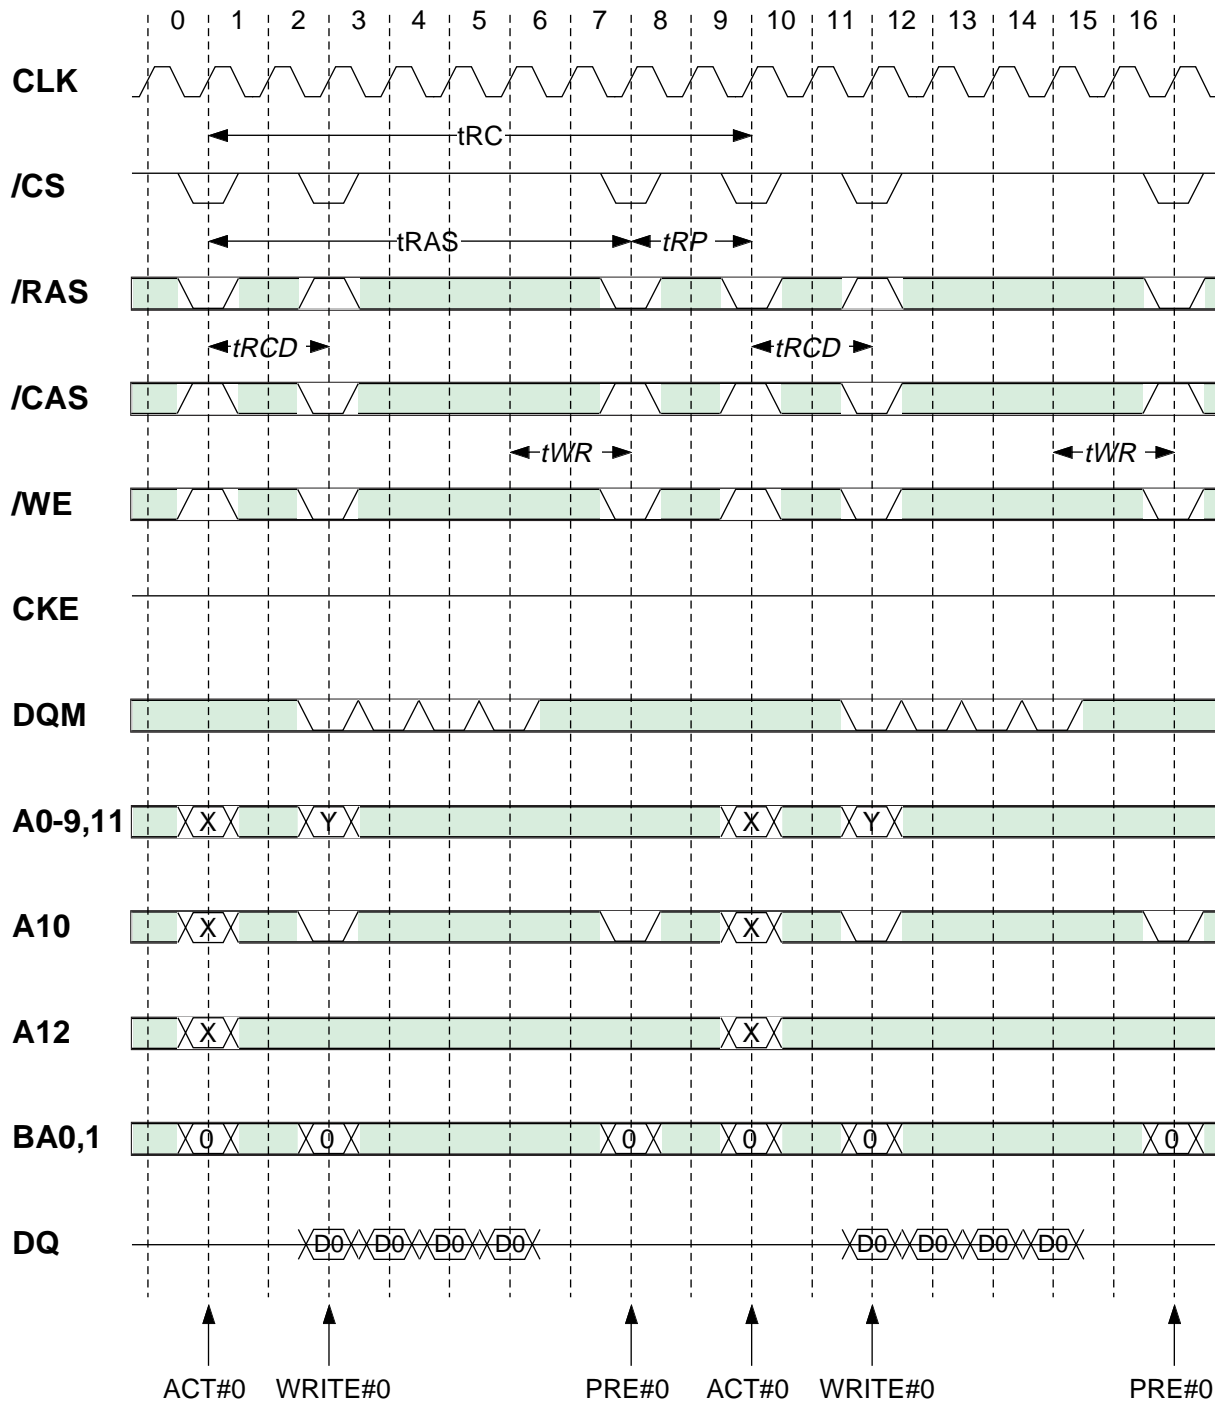 0 1 2 3 4 5 6 7 8 9 10 11 12 13 14 15 16
CLK
tRC
/CS
tRAS tRP
/RAS
tRCD tRCD
/CAS
tWR tWR
/WE
CKE
DQM
A0-9,11 X Y X Y
A10 X X
A12 X X
BA0,1 0 0 0 0 0 0
DQ D0 D0 D0 D0 D0 D0 D0 D0
ACT#0 WRITE#0 PRE#0 ACT#0 WRITE#0 PRE#0